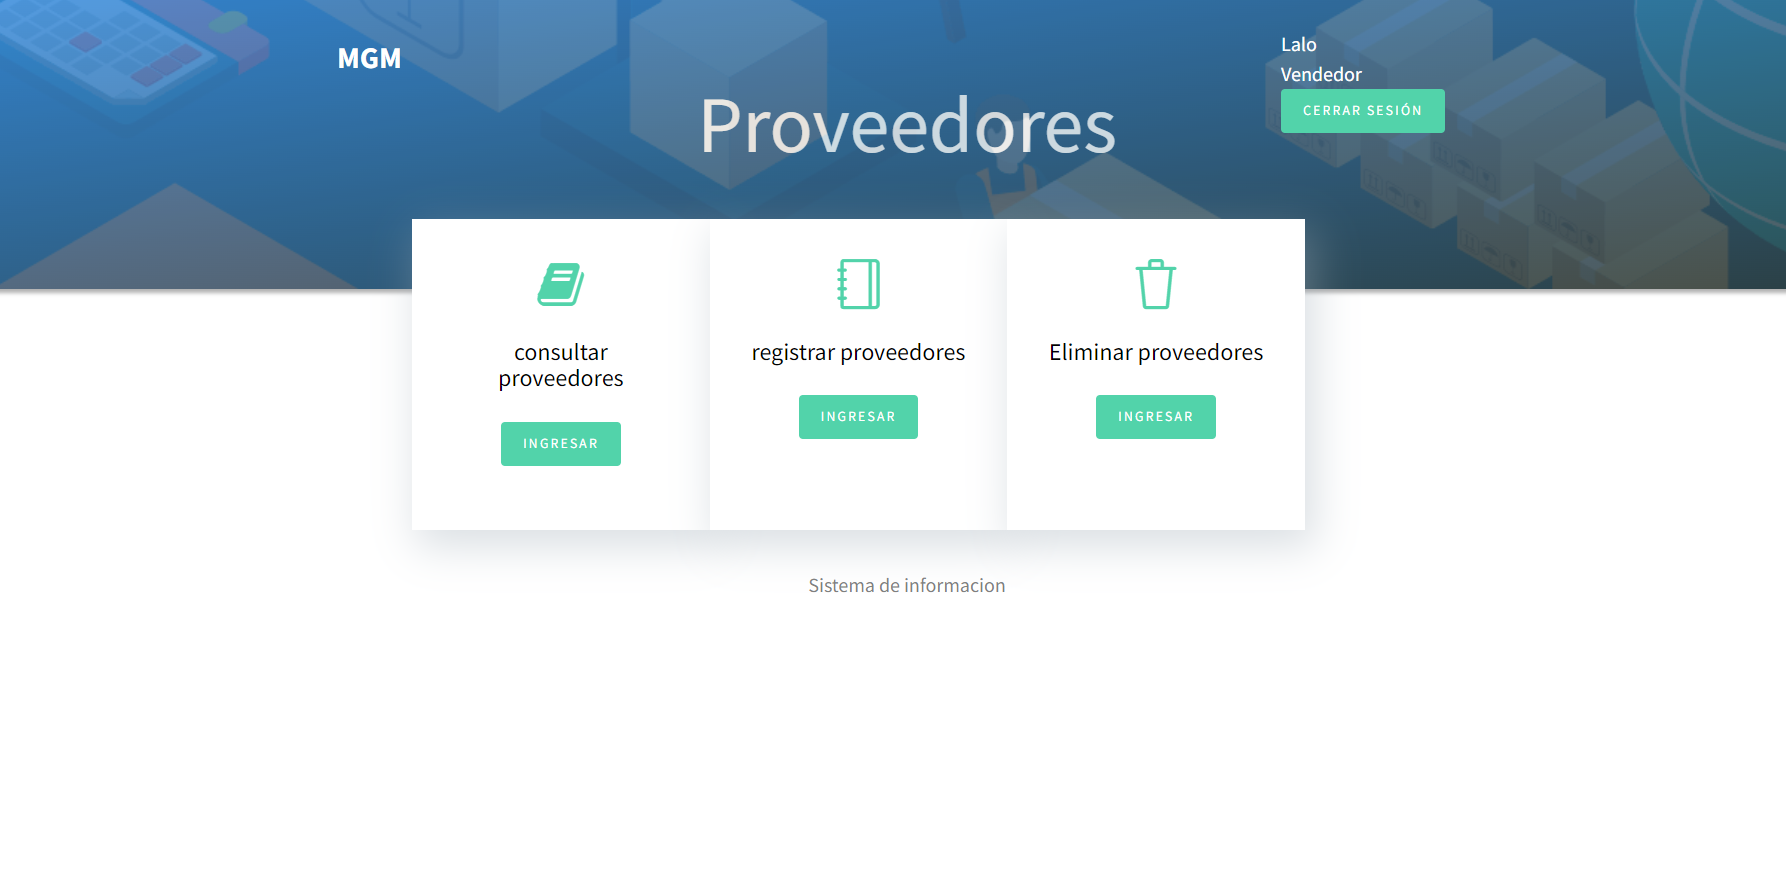 MGM
Lalo
Vendedor
CERRAR SESIÓN
Proveedores
consultar
proveedores
INGRESAR
registrar proveedores
INGRESAR
Eliminar proveedores
INGRESAR
Sistema de informacion